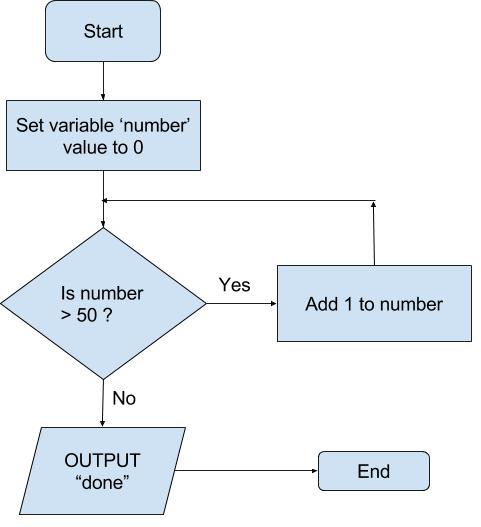 Start
Set variable ‘number’
value to 0
Is number
> 50 ?
Yes
Add 1 to number
No
OUTPUT
“done”
End